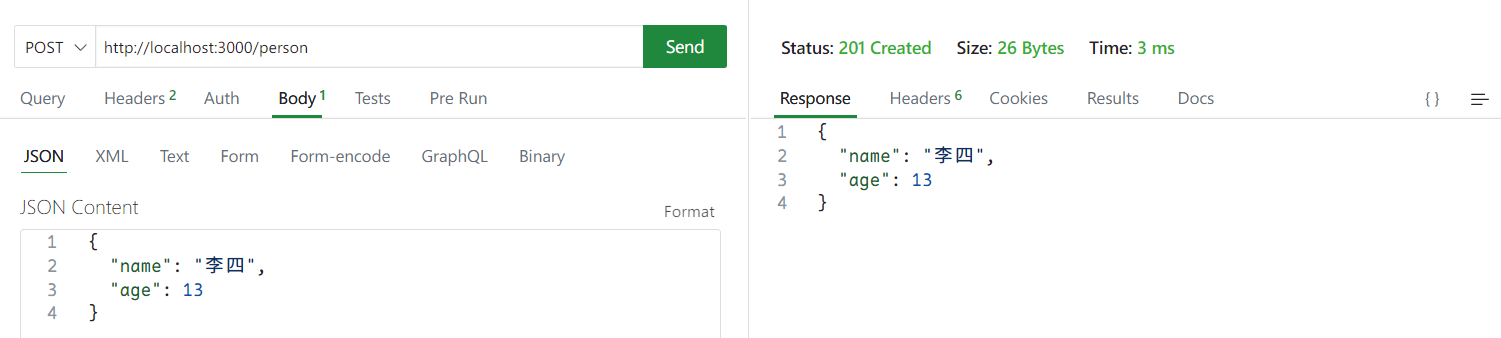 POST http://localhost:3000/person Send
Query Headers 2 Auth Body 1 Tests Pre Run
JSON XML Text Form Form-encode GraphQL Binary
JSON Content Format
1 {
2 "name": "李四",
3 "age": 13
4 }
Status: 201 Created Size: 26 Bytes Time: 3 ms
Response Headers 6 Cookies Results Docs { }
1 {
2 "name": "李四",
3 "age": 13
4 }